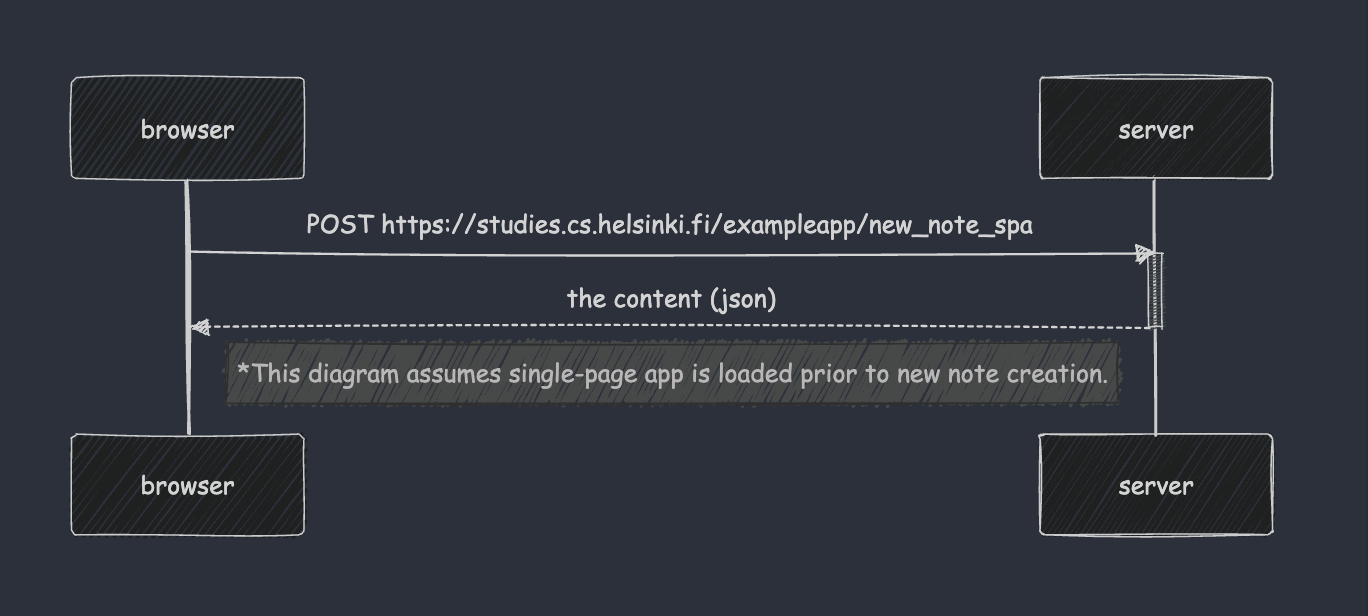 browser
server
POST https://studies.cs.helsinki.fi/exampleapp/new_note_spa
the content (json)
*This diagram assumes single-page app is loaded prior to new note creation.
browser
server